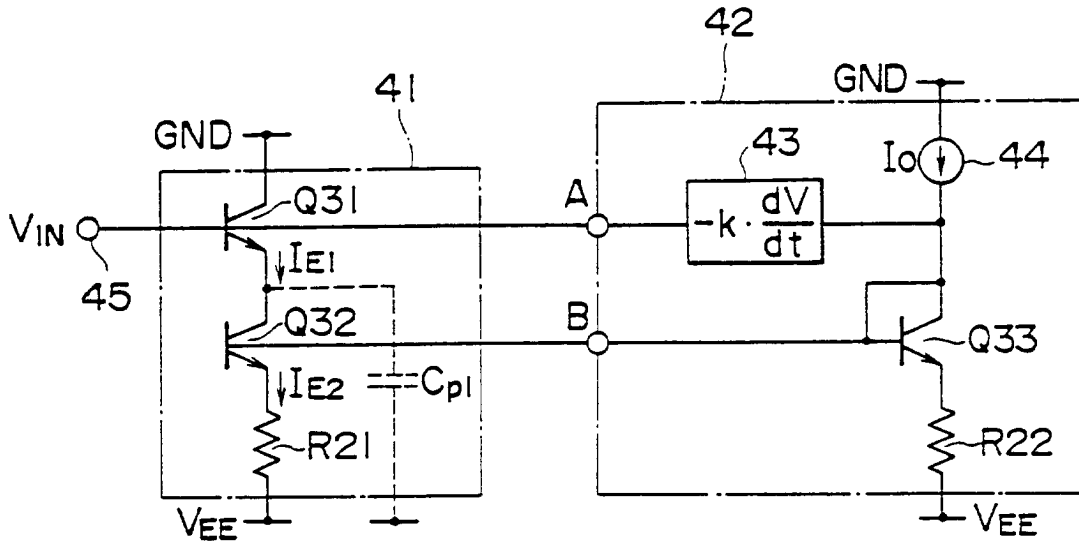 42
GND
41
43
GND
I0
44
Q31
A
-k · dV/dt
VIN
45
IE1
Q32
B
Q33
IE2
Cp1
R21
R22
VEE
VEE